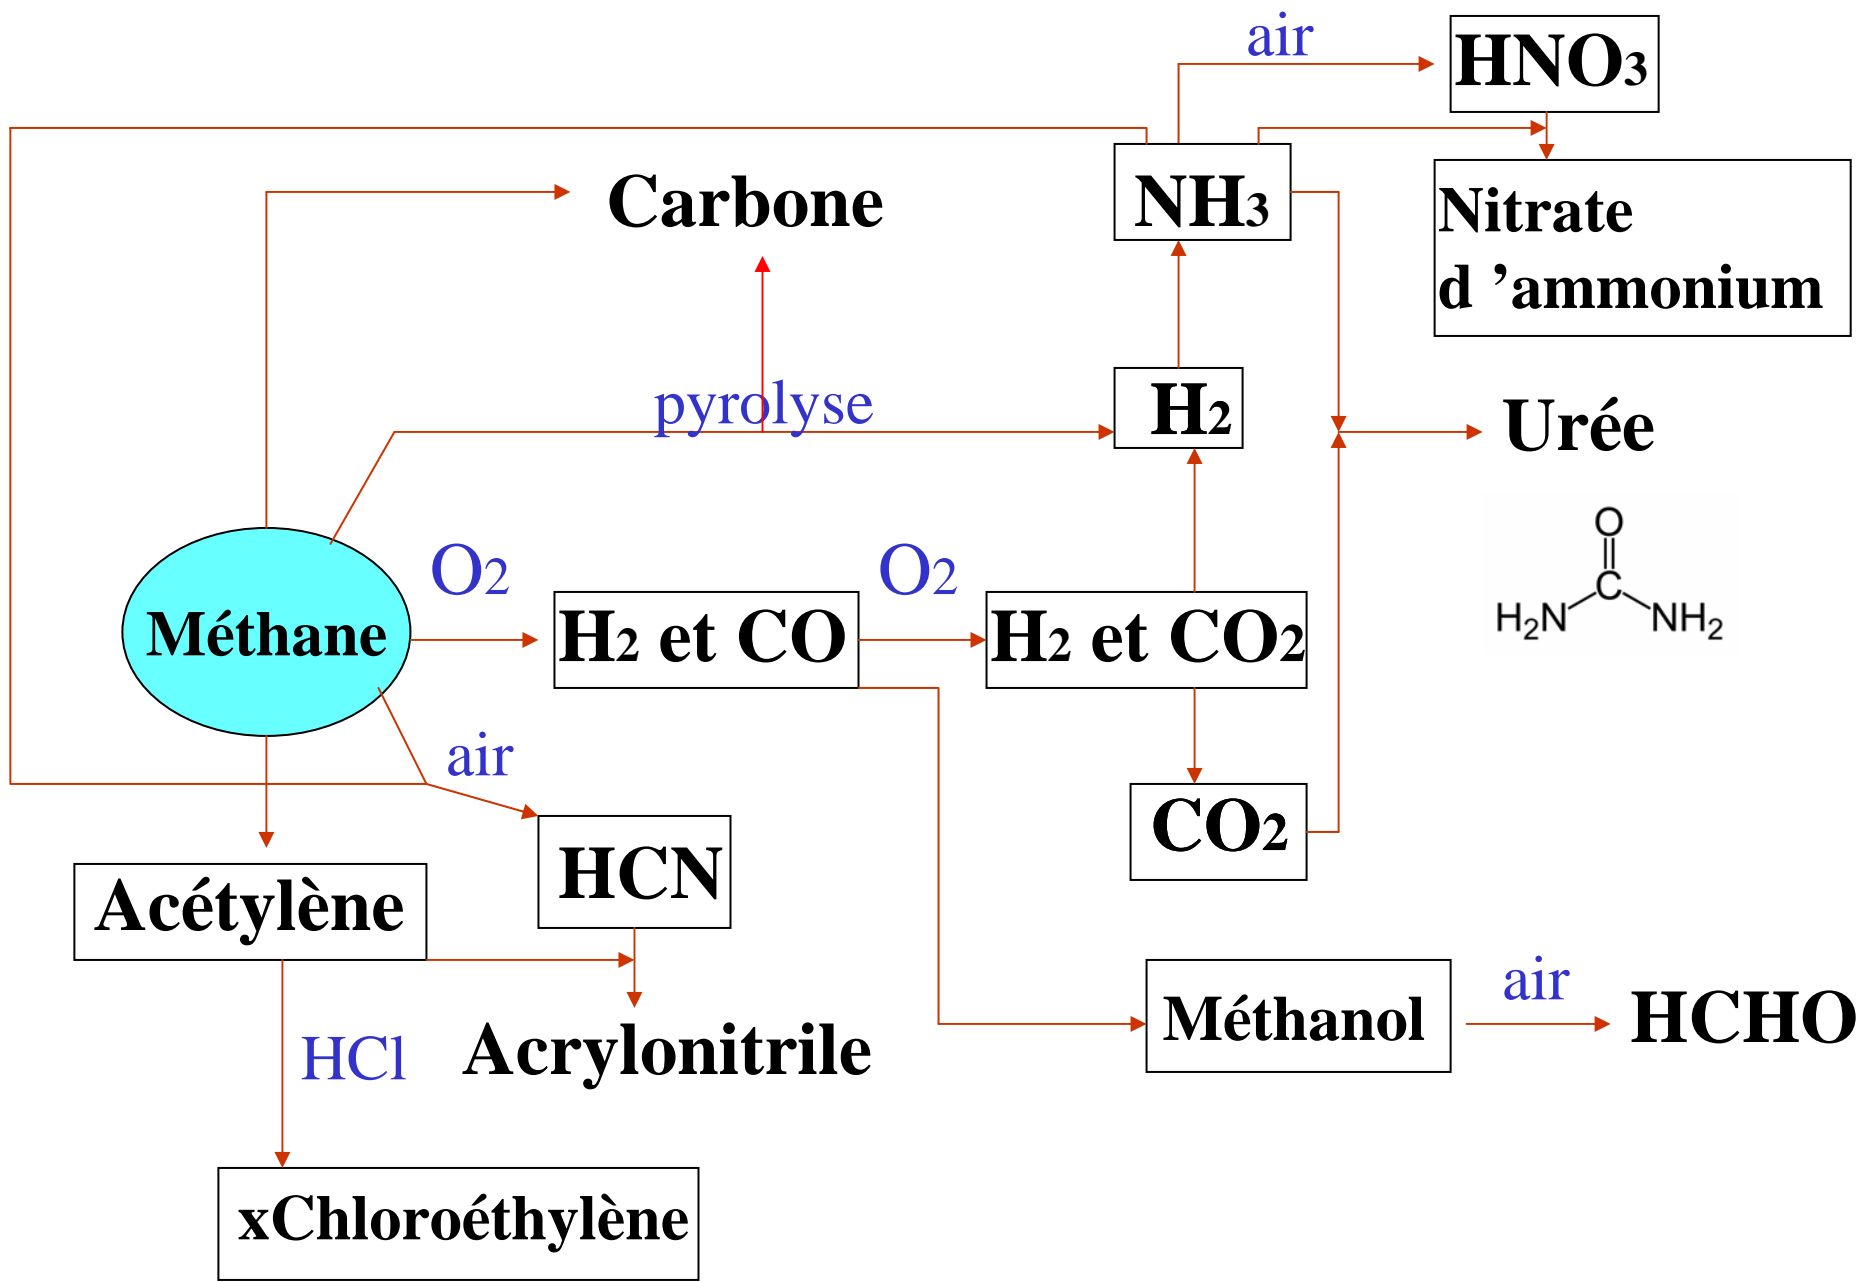 air
HNO3
Carbone
NH3
Nitrate
d ’ammonium
pyrolyse
H2
Urée
O
C
H2N
NH2
O2
O2
Méthane
H2 et CO
H2 et CO2
air
CO2
HCN
Acétylène
air
Méthanol
HCHO
HCl
Acrylonitrile
xChloroéthylène